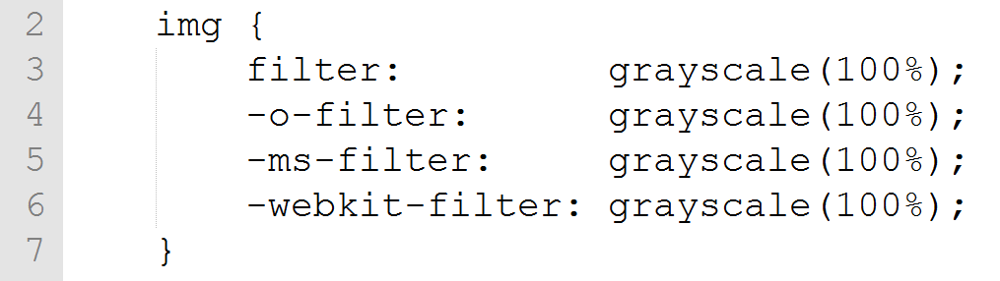 2 img {
3 filter: grayscale(100%);
4 -o-filter: grayscale(100%);
5 -ms-filter: grayscale(100%);
6 -webkit-filter: grayscale(100%);
7 }